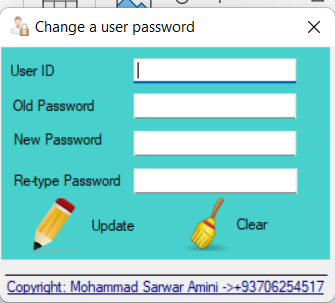 Change a user password
User ID
Old Password
New Password
Re-type Password
Update
Clear
Copyright: Mohammad Sarwar Amini ->+93706254517